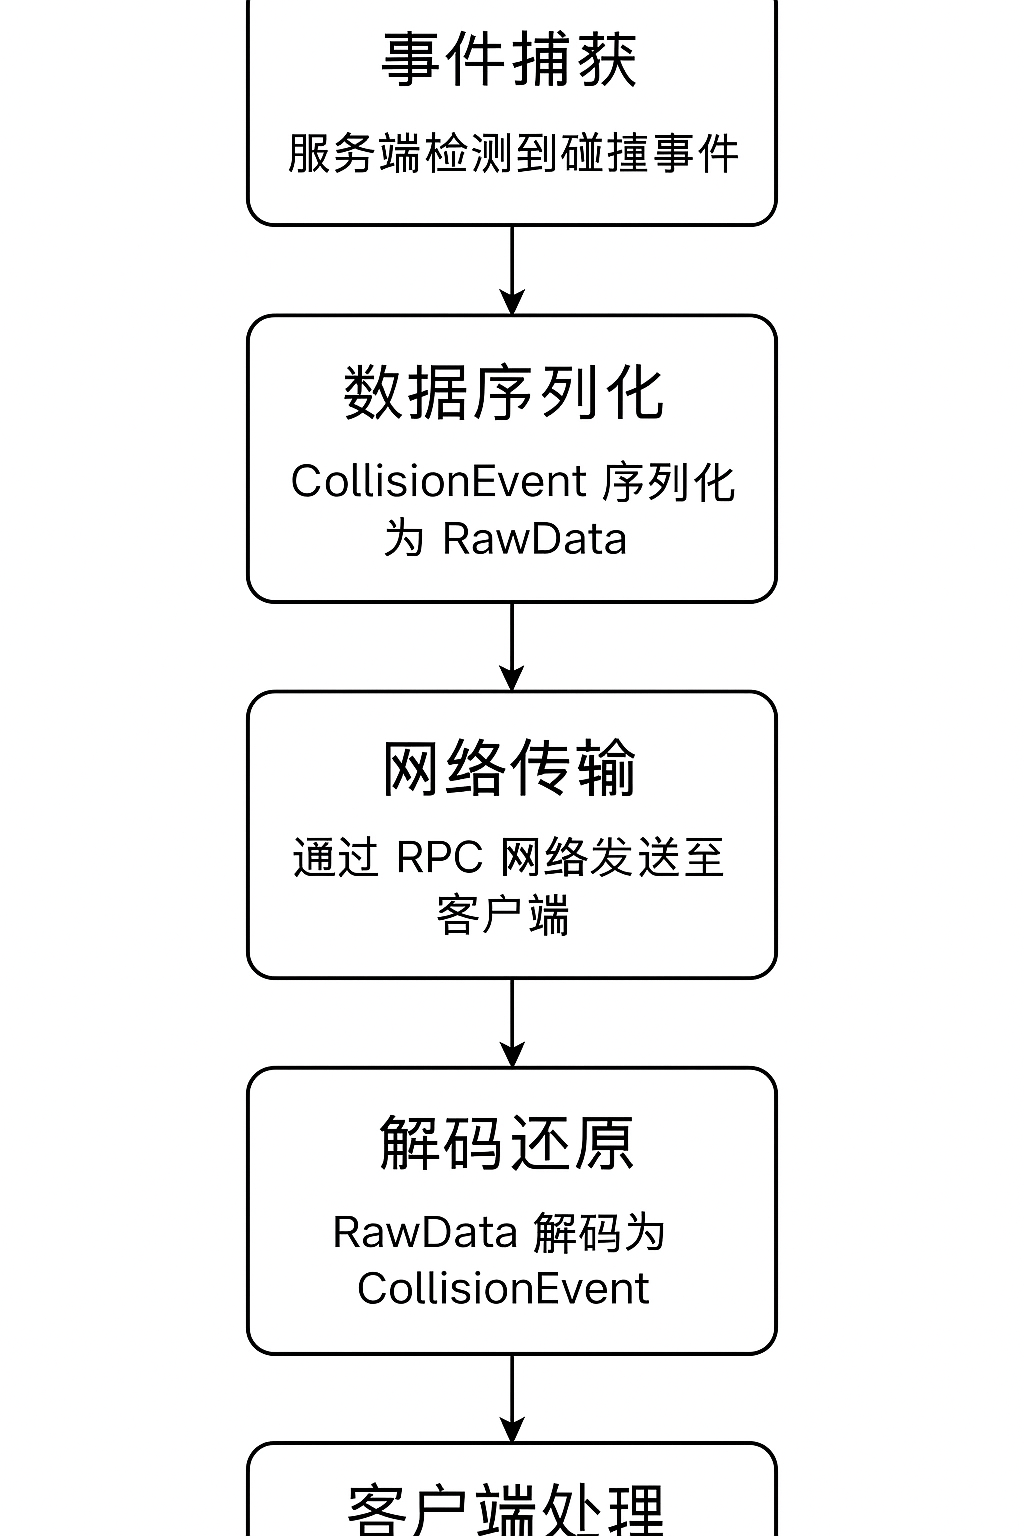 事件捕获
服务端检测到碰撞事件
数据序列化
CollisionEvent 序列化
为 RawData
网络传输
通过 RPC 网络发送至
客户端
解码还原
RawData 解码为
CollisionEvent
客户端处理